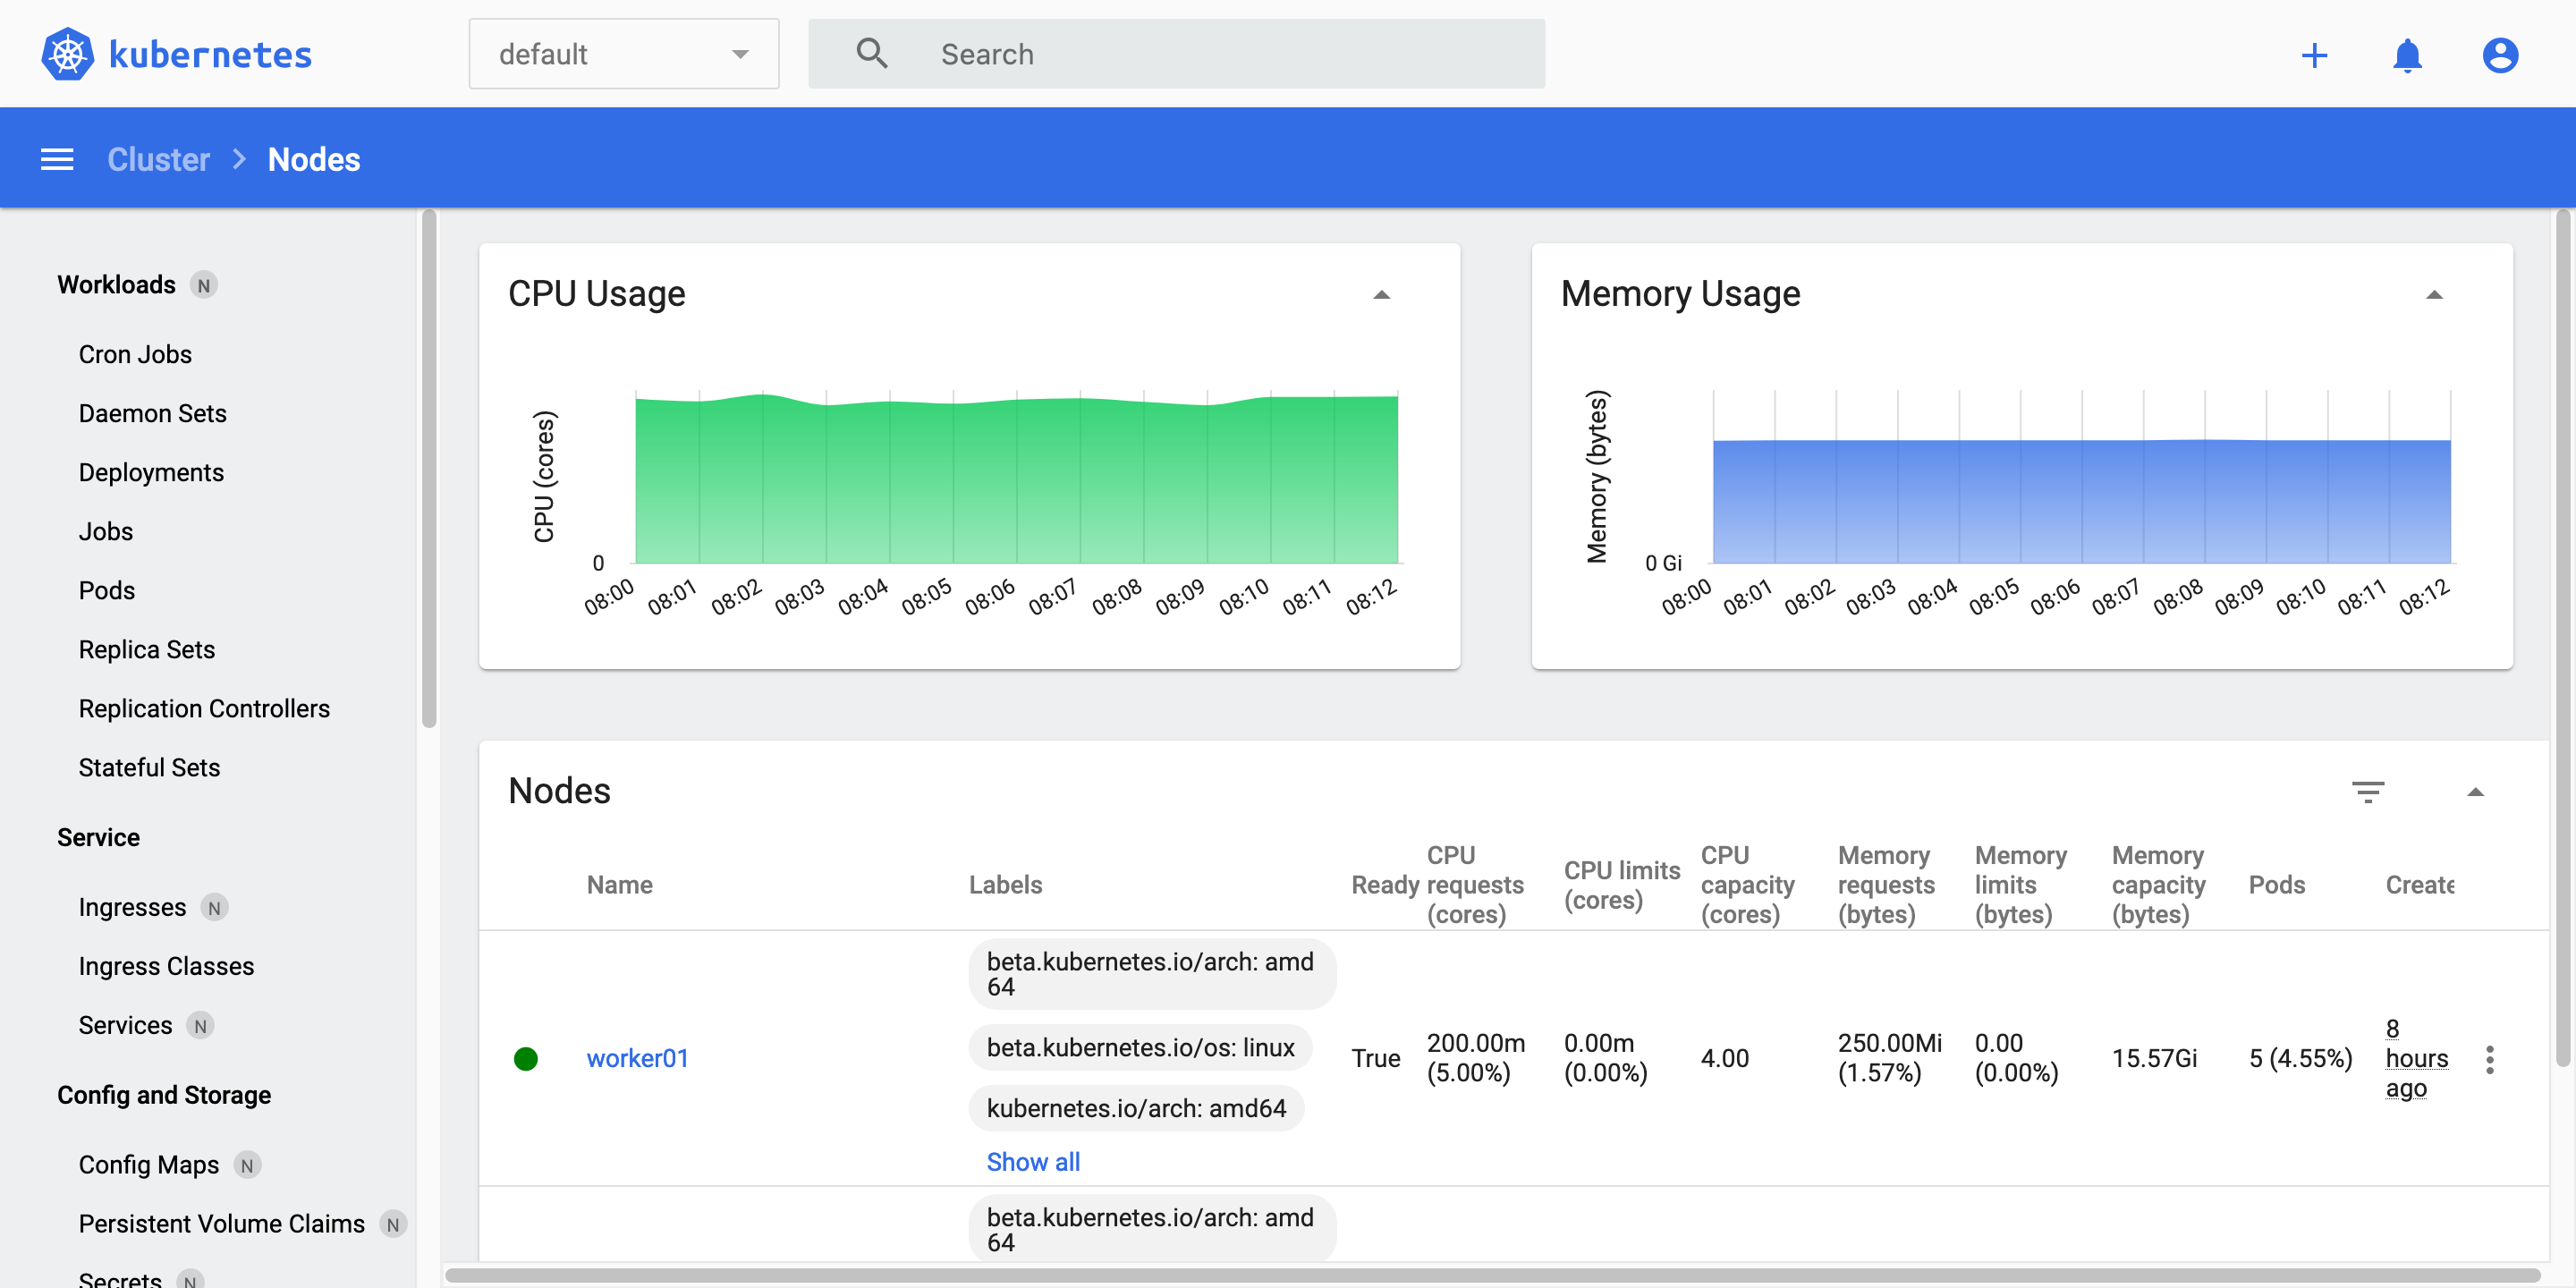 kubernetes
default
Search
Cluster
Nodes
Workloads N
Cron Jobs
Daemon Sets
Deployments
Jobs
Pods
Replica Sets
Replication Controllers
Stateful Sets
Service
Ingresses N
Ingress Classes
Services N
Config and Storage
Config Maps N
Persistent Volume Claims N
Secrets N
CPU Usage
CPU (cores)
0
08:00
08:01
08:02
08:03
08:04
08:05
08:06
08:07
08:08
08:09
08:10
08:11
08:12
Memory Usage
Memory (bytes)
0 Gi
08:00
08:01
08:02
08:03
08:04
08:05
08:06
08:07
08:08
08:09
08:10
08:11
08:12
Nodes
Name
Labels
Ready
CPU
requests
(cores)
CPU limits
(cores)
CPU
capacity
(cores)
Memory
requests
(bytes)
Memory
limits
(bytes)
Memory
capacity
(bytes)
Pods
Create
worker01
beta.kubernetes.io/arch: amd
64
beta.kubernetes.io/os: linux
kubernetes.io/arch: amd64
Show all
True
200.00m
(5.00%)
0.00m
(0.00%)
4.00
250.00Mi
(1.57%)
0.00
(0.00%)
15.57Gi
5 (4.55%)
8
hours
ago
beta.kubernetes.io/arch: amd
64